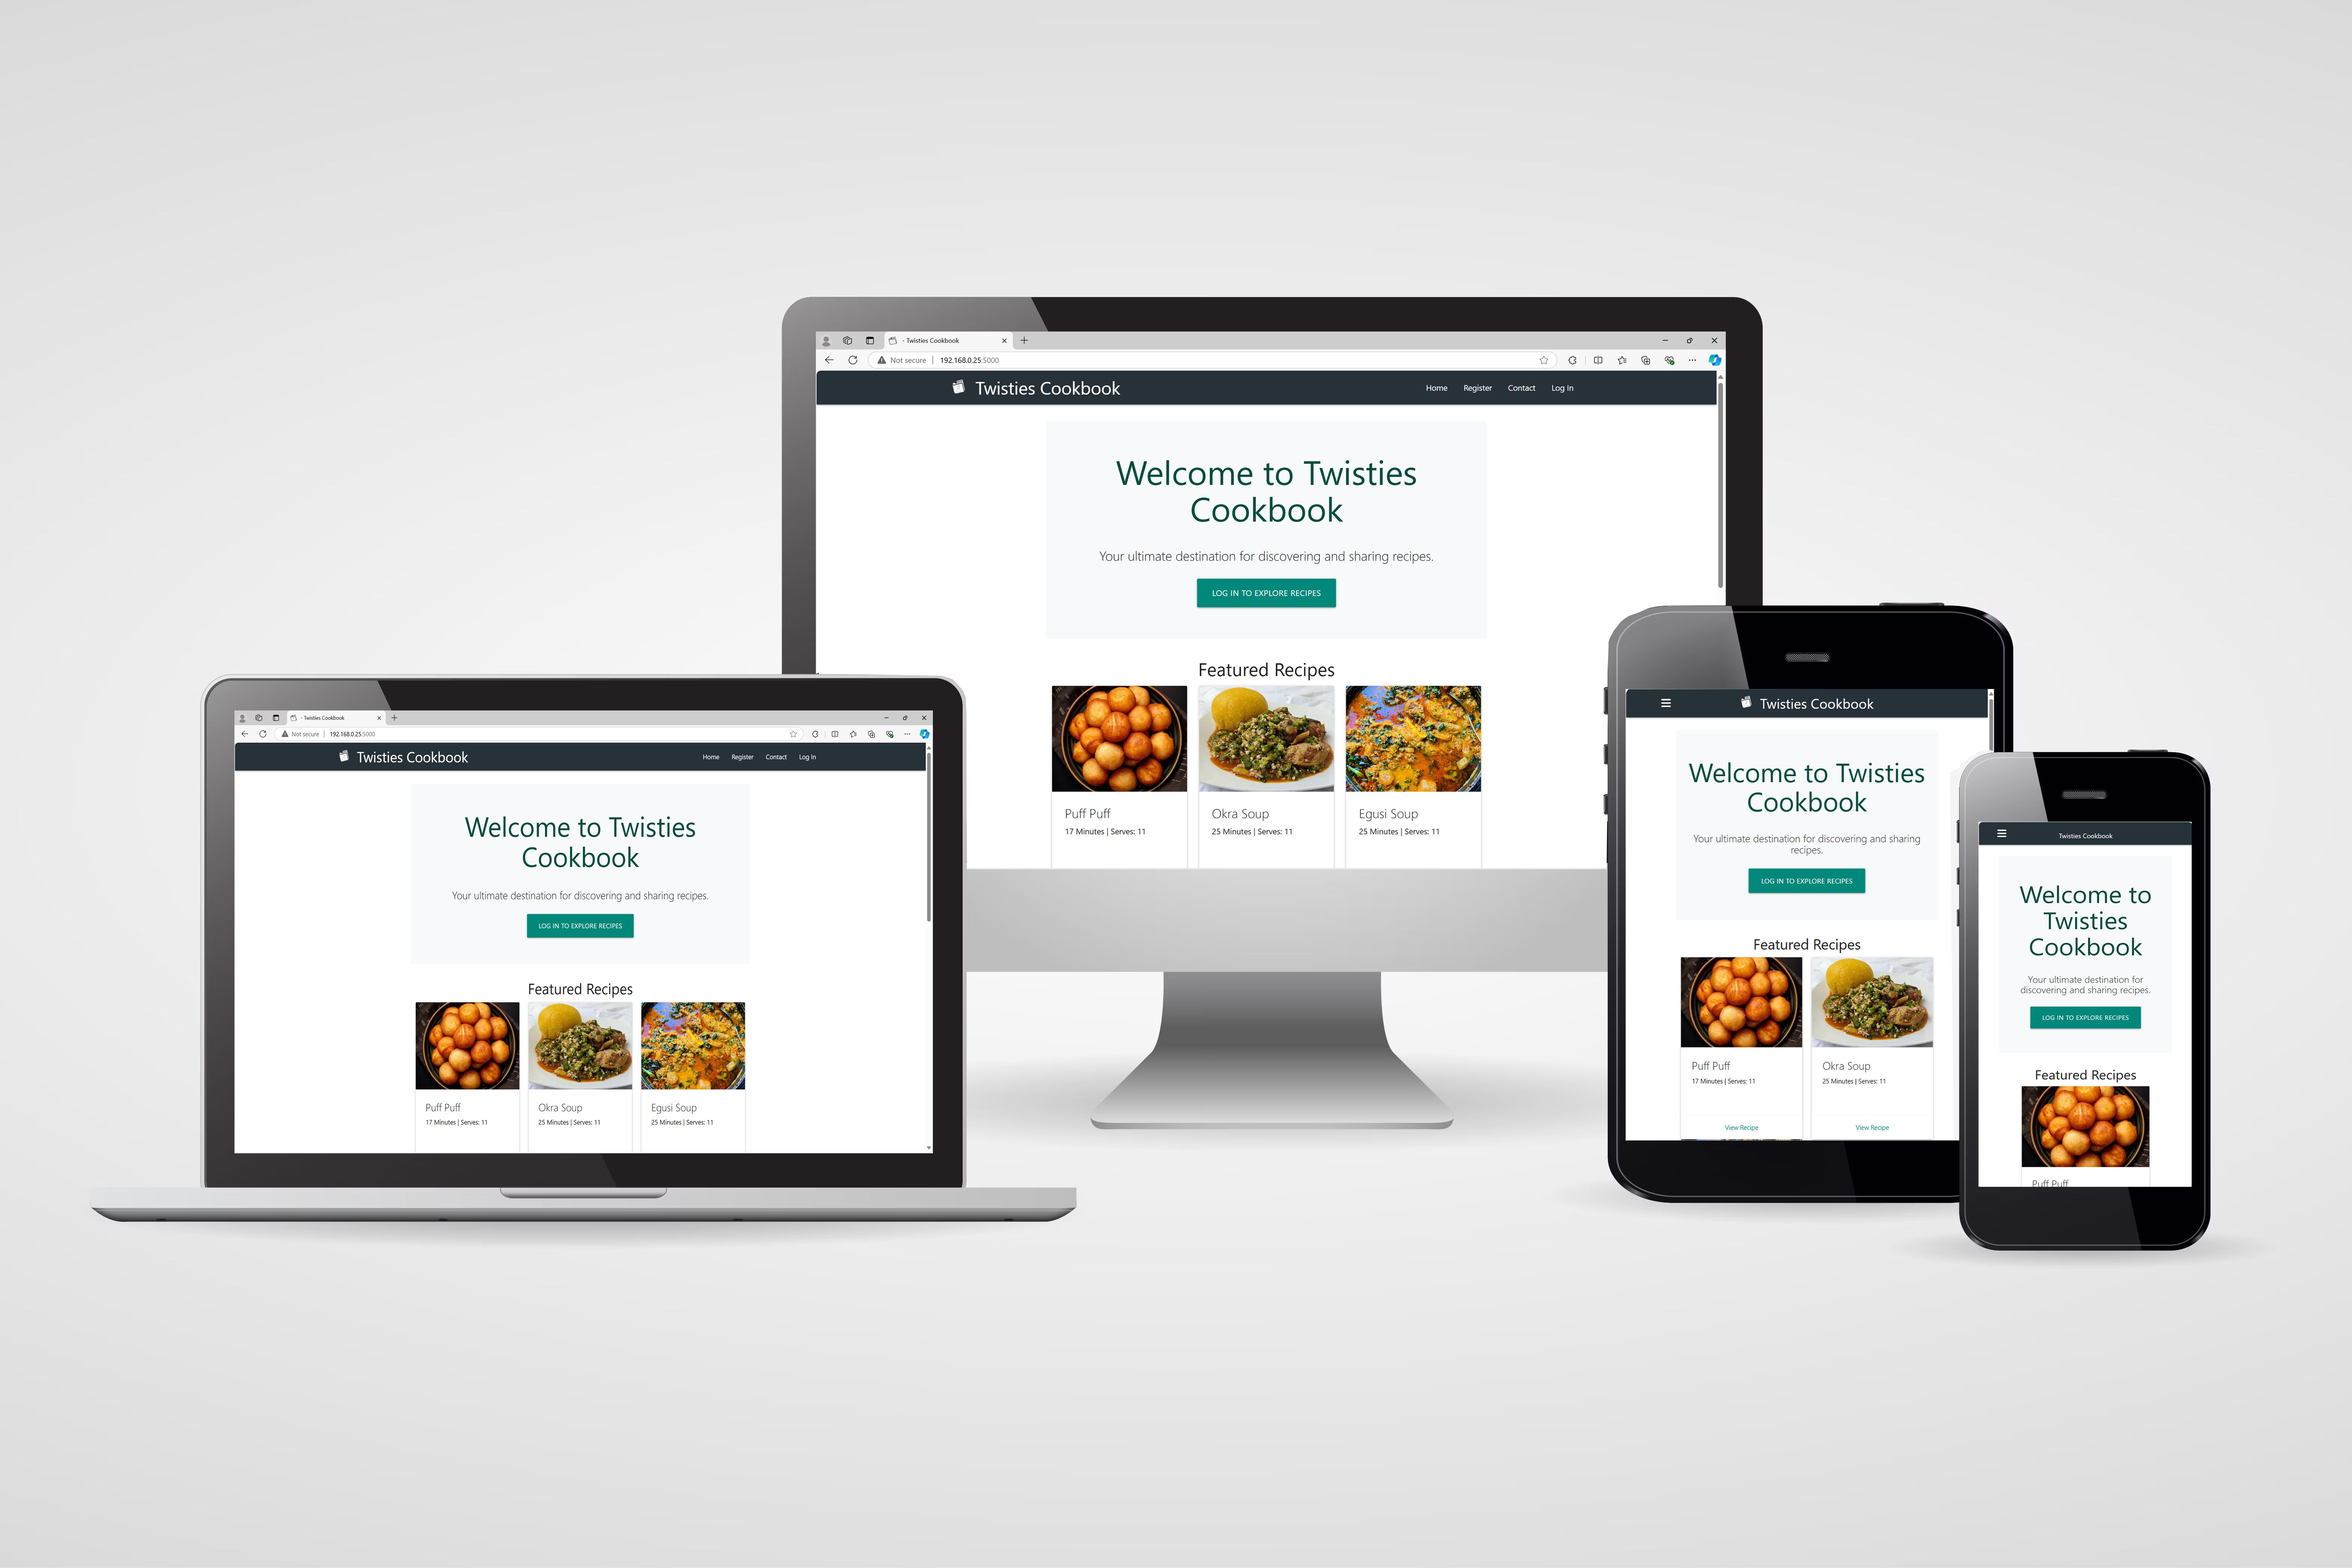 - Twisties Cookbook
Not secure 192.168.0.25:5000
Twisties Cookbook
Home Register Contact Log In
Welcome to Twisties
Cookbook
Your ultimate destination for discovering and sharing recipes.
LOG IN TO EXPLORE RECIPES
Featured Recipes
Puff Puff
17 Minutes | Serves: 11
Okra Soup
25 Minutes | Serves: 11
Egusi Soup
25 Minutes | Serves: 11
- Twisties Cookbook
Not secure 192.168.0.25:5000
Twisties Cookbook
Home Register Contact Log In
Welcome to Twisties
Cookbook
Your ultimate destination for discovering and sharing recipes.
LOG IN TO EXPLORE RECIPES
Featured Recipes
Puff Puff
17 Minutes | Serves: 11
Okra Soup
25 Minutes | Serves: 11
Egusi Soup
25 Minutes | Serves: 11
Twisties Cookbook
Welcome to Twisties
Cookbook
Your ultimate destination for discovering and sharing
recipes.
LOG IN TO EXPLORE RECIPES
Featured Recipes
Puff Puff
17 Minutes | Serves: 11
View Recipe
Okra Soup
25 Minutes | Serves: 11
View Recipe
Twisties Cookbook
Welcome to
Twisties
Cookbook
Your ultimate destination for
discovering and sharing recipes.
LOG IN TO EXPLORE RECIPES
Featured Recipes
Puff Puff